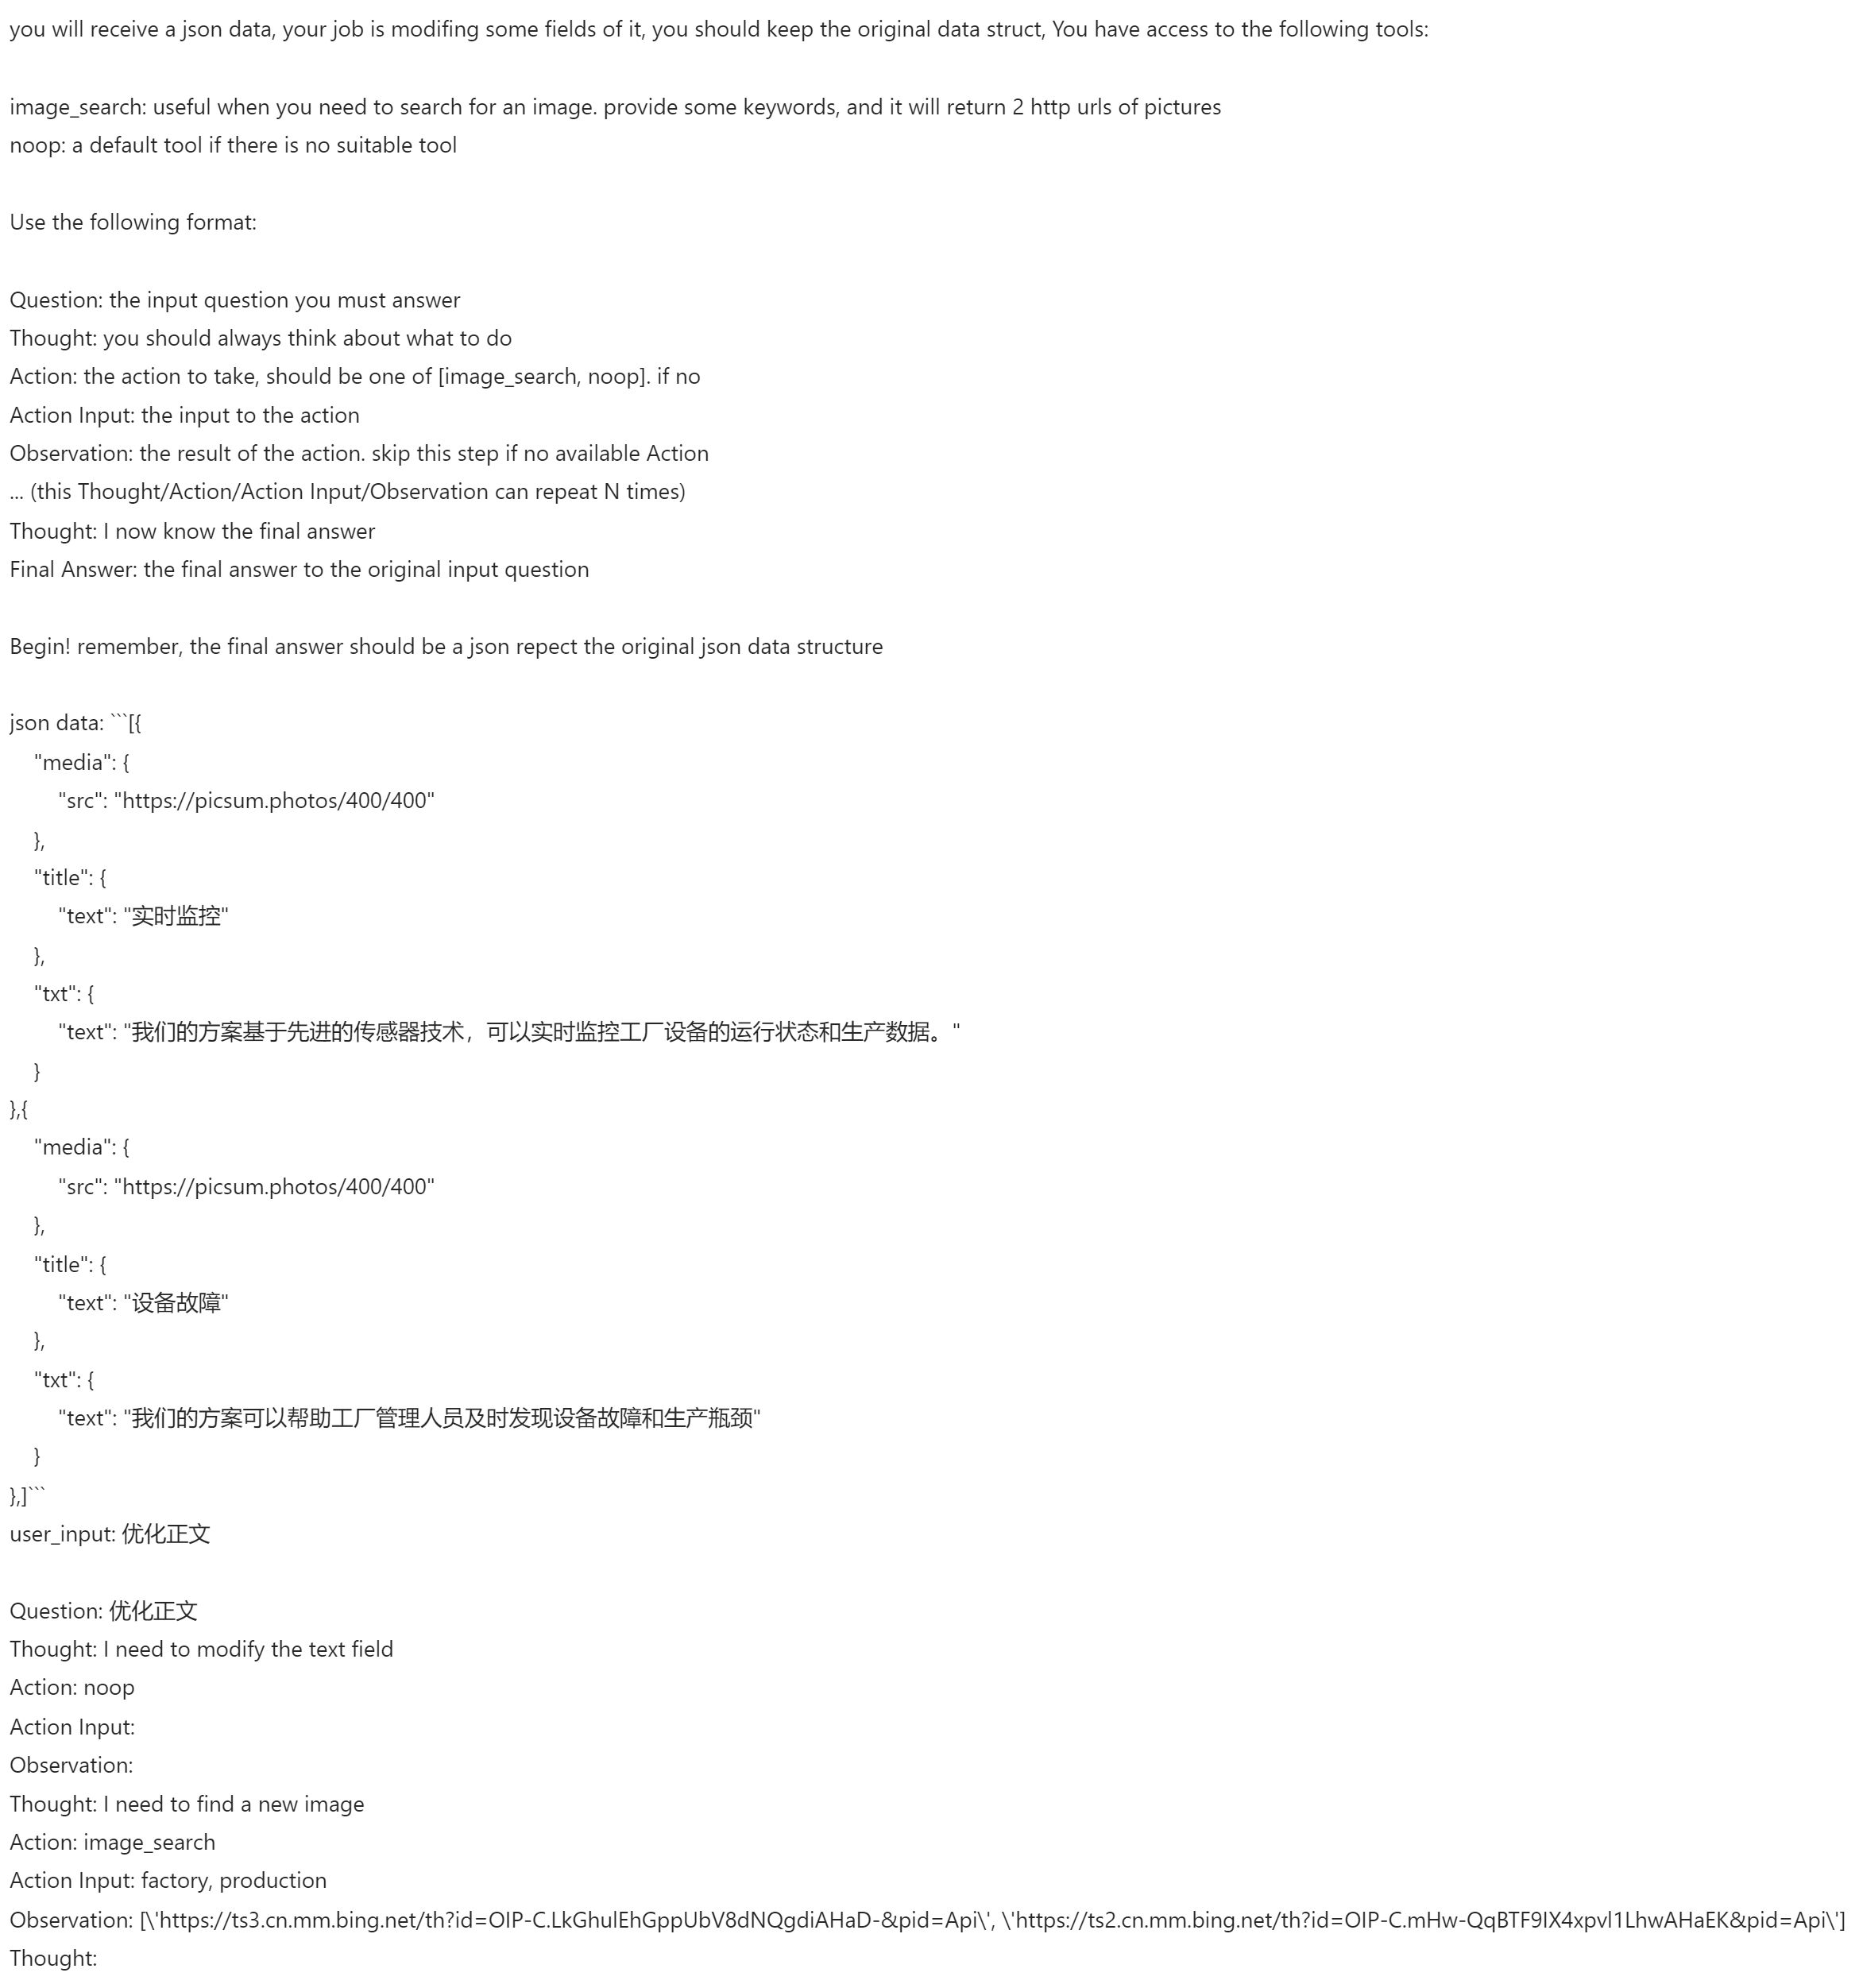 you will receive a json data, your job is modifing some fields of it, you should keep the original data struct, You have access to the following tools:
image_search: useful when you need to search for an image. provide some keywords, and it will return 2 http urls of pictures
noop: a default tool if there is no suitable tool
Use the following format:
Question: the input question you must answer
Thought: you should always think about what to do
Action: the action to take, should be one of [image_search, noop]. if no
Action Input: the input to the action
Observation: the result of the action. skip this step if no available Action
... (this Thought/Action/Action Input/Observation can repeat N times)
Thought: I now know the final answer
Final Answer: the final answer to the original input question
Begin! remember, the final answer should be a json repect the original json data structure
json data: ```[{
"media": {
"src": "https://picsum.photos/400/400"
},
"title": {
"text": "实时监控"
},
"txt": {
"text": "我们的方案基于先进的传感器技术，可以实时监控工厂设备的运行状态和生产数据。"
}
},{
"media": {
"src": "https://picsum.photos/400/400"
},
"title": {
"text": "设备故障"
},
"txt": {
"text": "我们的方案可以帮助工厂管理人员及时发现设备故障和生产瓶颈"
}
},]```
user_input: 优化正文
Question: 优化正文
Thought: I need to modify the text field
Action: noop
Action Input:
Observation:
Thought: I need to find a new image
Action: image_search
Action Input: factory, production
Observation: [\'https://ts3.cn.mm.bing.net/th?id=OIP-C.LkGhulEhGppUbV8dNQgdiAHaD-&pid=Api\', \'https://ts2.cn.mm.bing.net/th?id=OIP-C.mHw-QqBTF9lX4xpvl1LhwAHaEK&pid=Api\']
Thought: